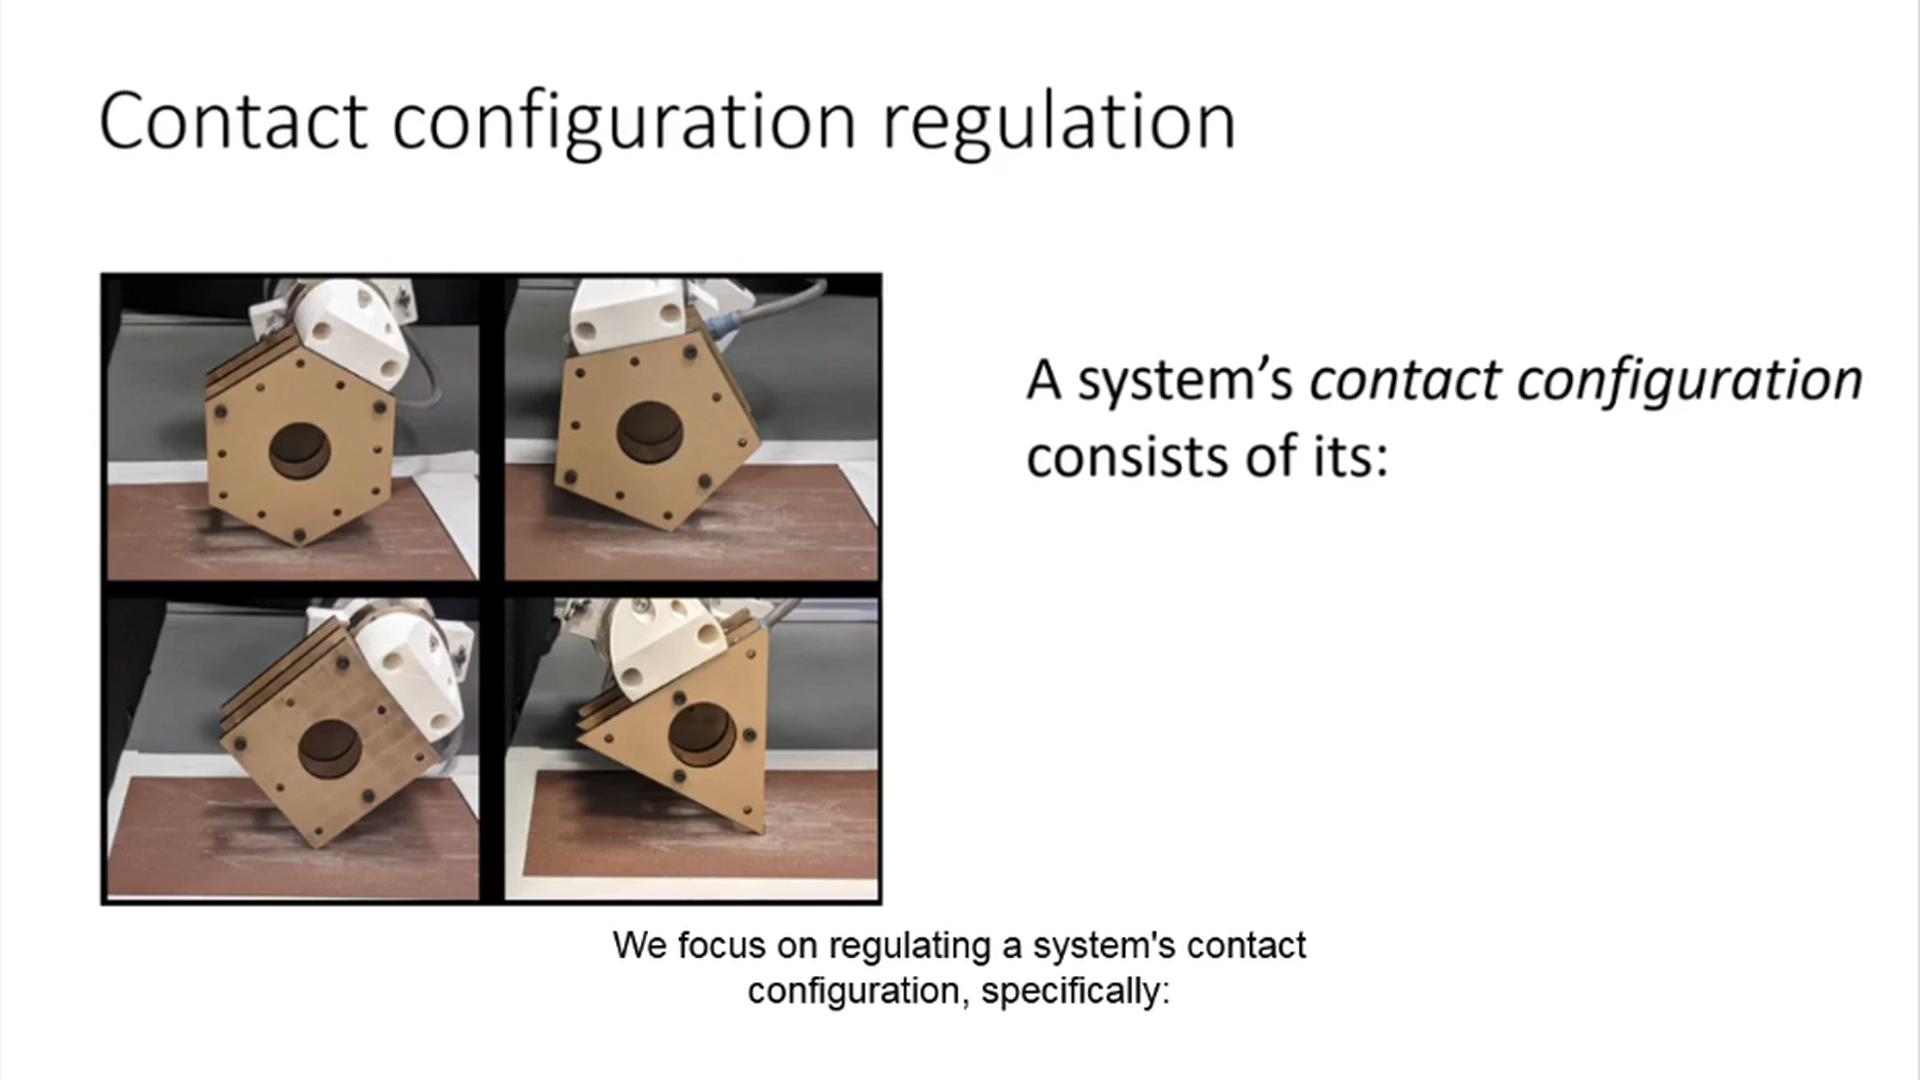 Contact configuration regulation
A system’s contact configuration
consists of its:
We focus on regulating a system's contact
configuration, specifically: